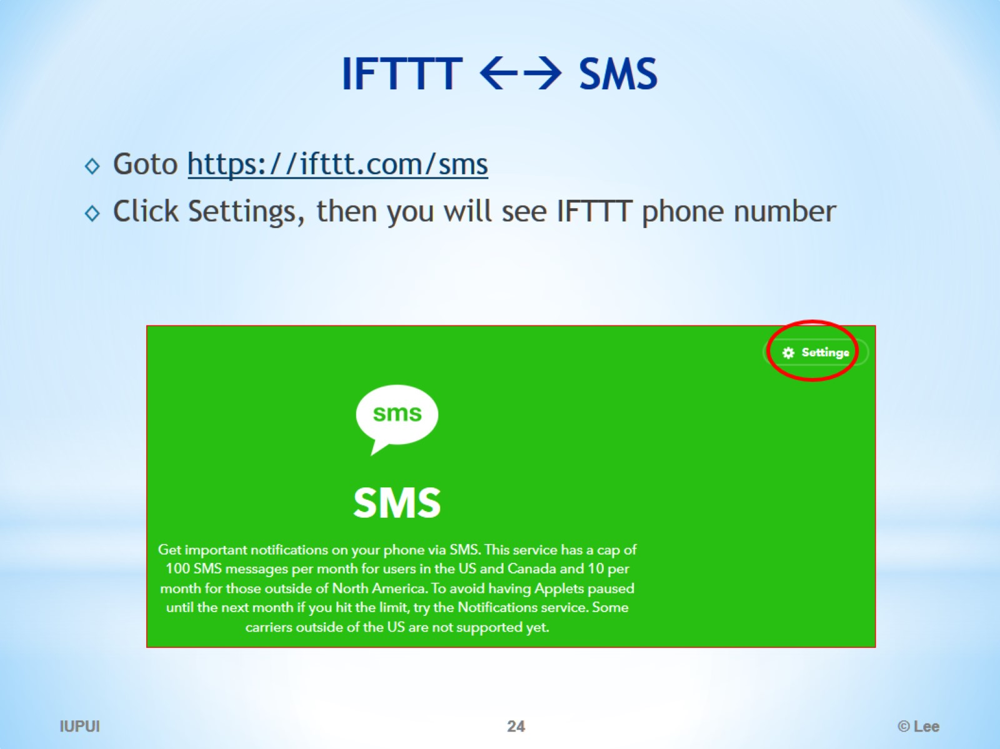 IFTTT ←→ SMS
◇ Goto https://ifttt.com/sms
◇ Click Settings, then you will see IFTTT phone number
Settings
sms
SMS
Get important notifications on your phone via SMS. This service has a cap of
100 SMS messages per month for users in the US and Canada and 10 per
month for those outside of North America. To avoid having Applets paused
until the next month if you hit the limit, try the Notifications service. Some
carriers outside of the US are not supported yet.
IUPUI
24
© Lee